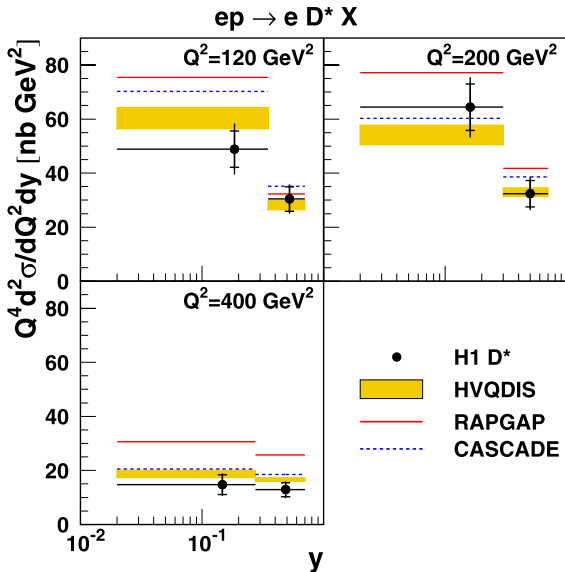 ep → e D* X
Q⁴d²σ/dQ²dy [nb GeV²]
Q²=120 GeV²
Q²=200 GeV²
80
60
40
20
0
Q²=400 GeV²
80
60
40
20
0
10⁻²
10⁻¹
y
H1 D*
HVQDIS
RAPGAP
CASCADE